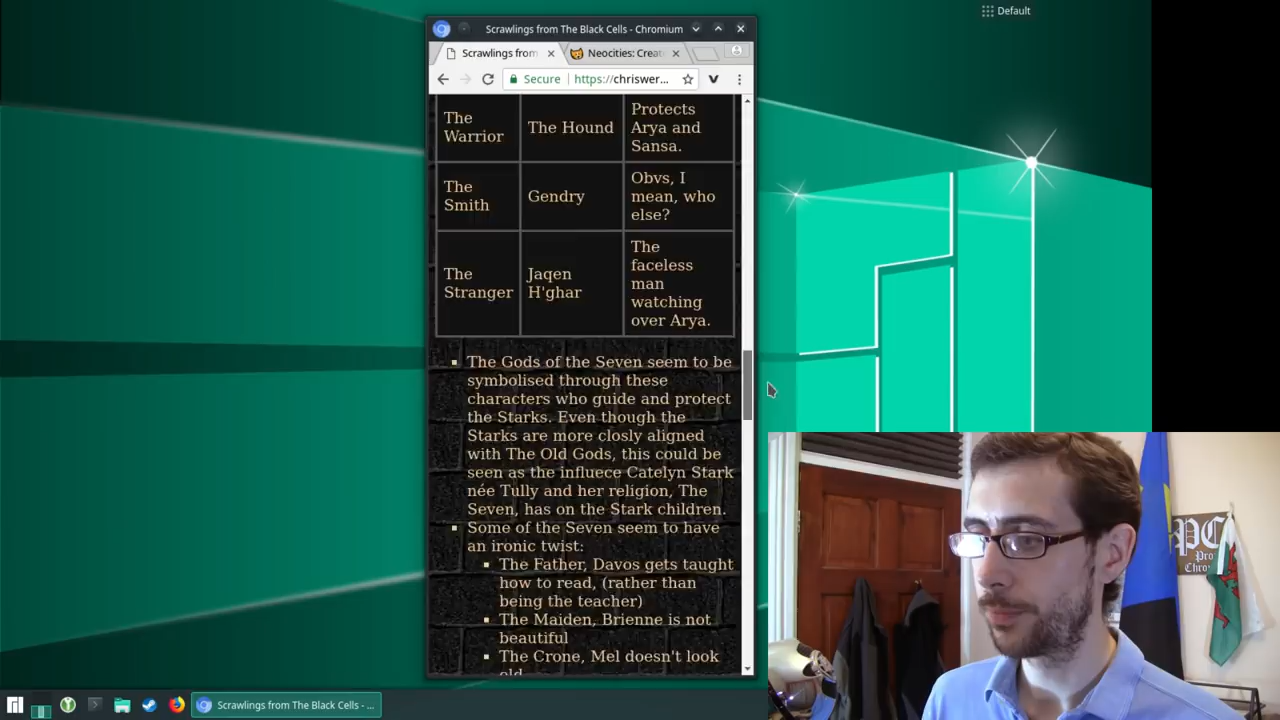 Default
Scrawlings from The Black Cells - Chromium
Scrawlings from
Neocities: Creat
Secure
https://chriswer...
The
Warrior
The Hound
Protects
Arya and
Sansa.
The
Smith
Gendry
Obvs, I
mean, who
else?
The
Stranger
Jaqen
H'ghar
The
faceless
man
watching
over Arya.
The Gods of the Seven seem to be
symbolised through these
characters who guide and protect
the Starks. Even though the
Starks are more closly aligned
with The Old Gods, this could be
seen as the influece Catelyn Stark
née Tully and her religion, The
Seven, has on the Stark children.
Some of the Seven seem to have
an ironic twist:
The Father, Davos gets taught
how to read, (rather than
being the teacher)
The Maiden, Brienne is not
beautiful
The Crone, Mel doesn't look
old
PC
Pro
Chro
Scrawlings from The Black Cells - ...